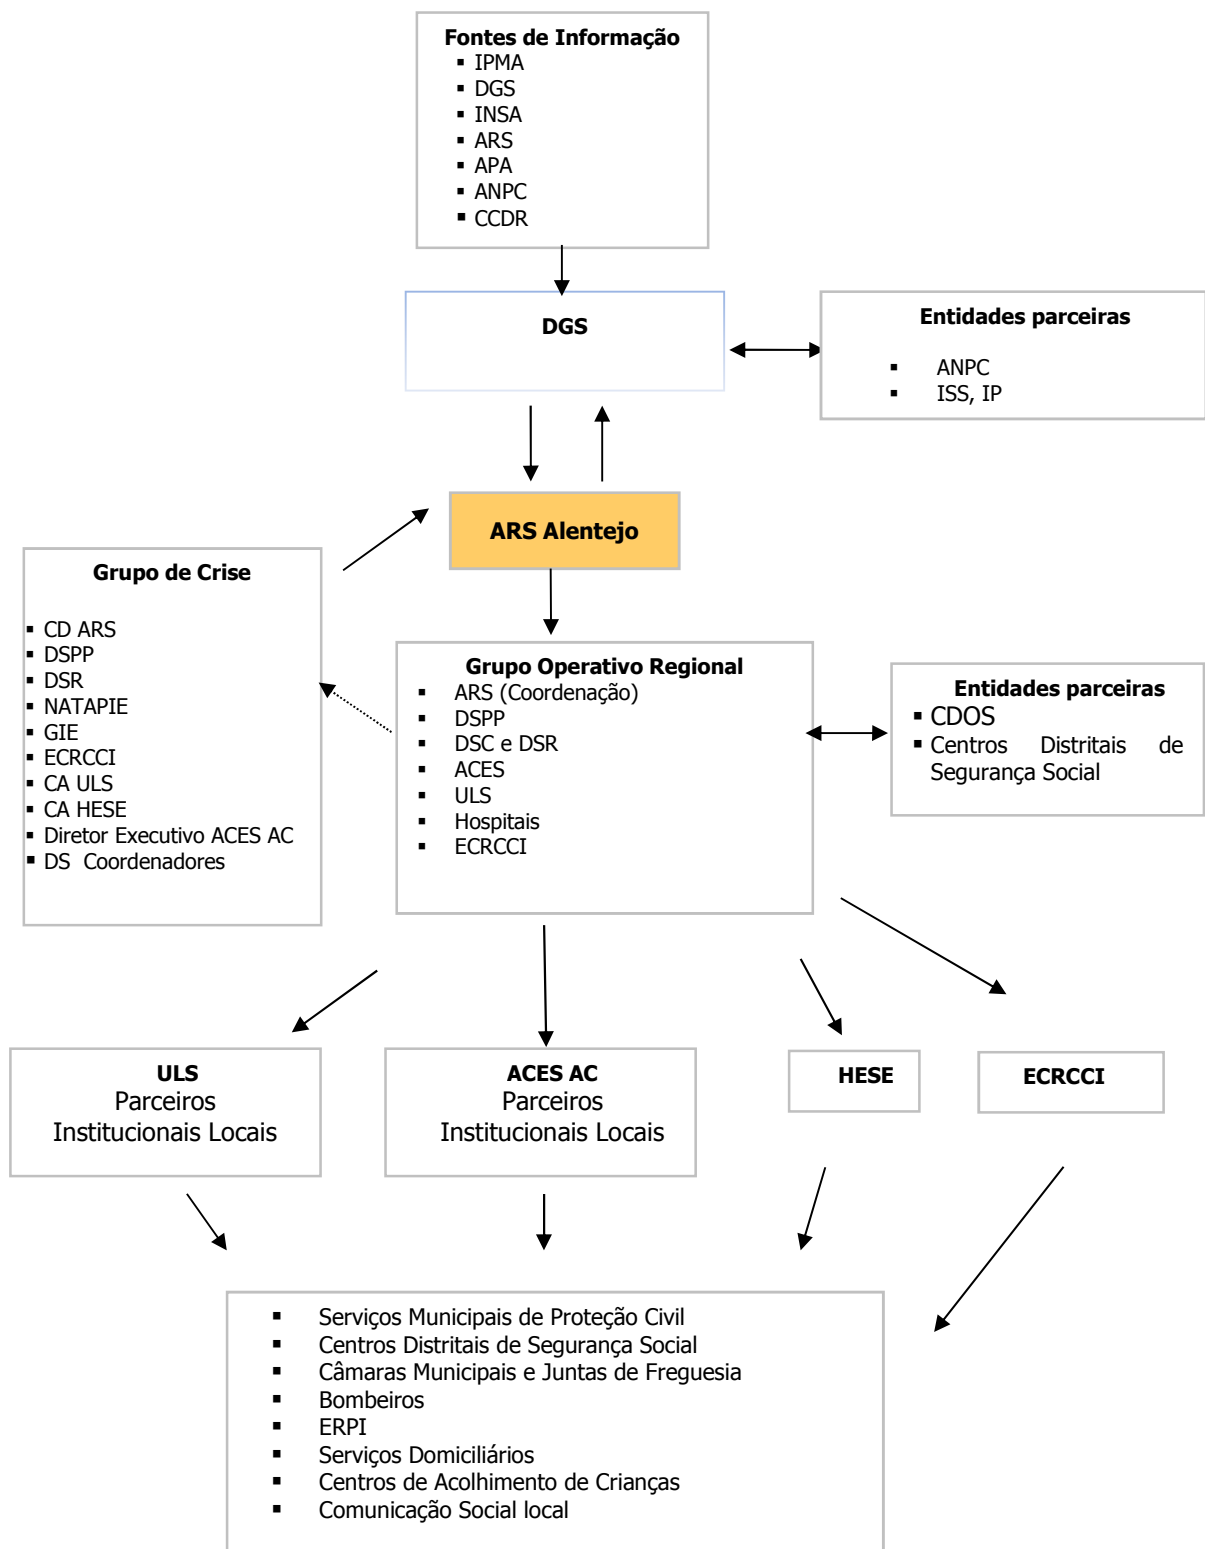 Fontes de Informação
▪ IPMA
▪ DGS
▪ INSA
▪ ARS
▪ APA
▪ ANPC
▪ CCDR
DGS
Entidades parceiras
▪ ANPC
▪ ISS, IP
ARS Alentejo
Grupo de Crise
▪ CD ARS
▪ DSPP
▪ DSR
▪ NATAPIE
▪ GIE
▪ ECRCCI
▪ CA ULS
▪ CA HESE
▪ Diretor Executivo ACES AC
▪ DS Coordenadores
Grupo Operativo Regional
▪ ARS (Coordenação)
▪ DSPP
▪ DSC e DSR
▪ ACES
▪ ULS
▪ Hospitais
▪ ECRCCI
Entidades parceiras
▪ CDOS
▪ Centros Distritais de
Segurança Social
ULS
Parceiros
Institucionais Locais
ACES AC
Parceiros
Institucionais Locais
HESE
ECRCCI
▪ Serviços Municipais de Proteção Civil
▪ Centros Distritais de Segurança Social
▪ Câmaras Municipais e Juntas de Freguesia
▪ Bombeiros
▪ ERPI
▪ Serviços Domiciliários
▪ Centros de Acolhimento de Crianças
▪ Comunicação Social local